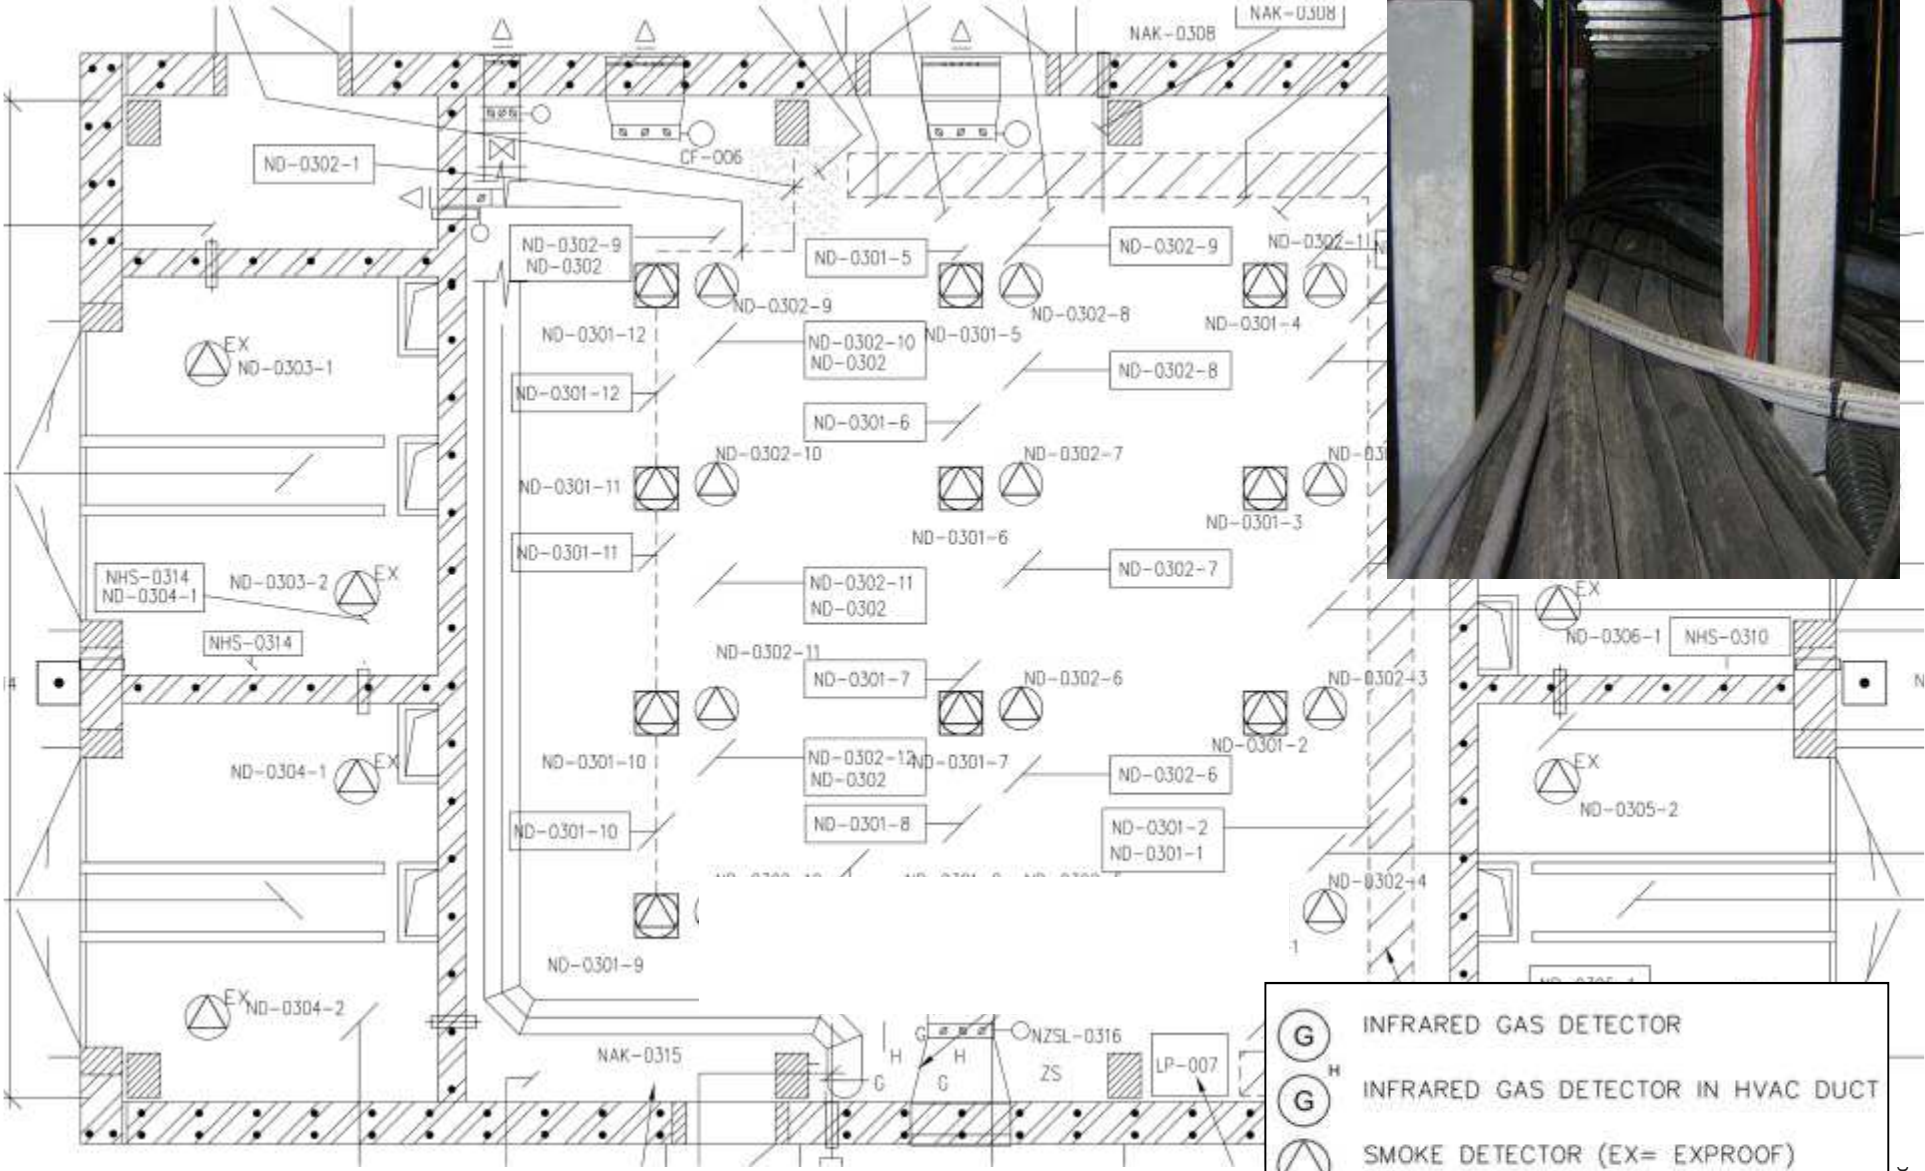 NAK-0308
NAK-0308
ND-0302-1
CF-006
ND-0302-9
ND-0302
ND-0301-5
ND-0302-9
ND-0302-11
ND-0302-9
ND-0302-8
ND-0301-12
ND-0301-5
ND-0301-4
EX
ND-0303-1
ND-0302-10
ND-0302
ND-0302-8
ND-0301-12
ND-0301-6
ND-0302-10
ND-0302-7
ND-0301-11
ND-0301-3
ND-0301-6
ND-0301-11
ND-0302-7
NHS-0314
ND-0304-1
ND-0303-2
EX
ND-0302-11
ND-0302
EX
ND-0306-1
NHS-0310
NHS-0314
ND-0302-11
ND-0301-7
ND-0302-6
ND-0302-3
ND-0301-2
ND-0304-1
EX
ND-0301-10
ND-0302-12
ND-0302
ND-0301-7
ND-0302-6
EX
ND-0305-2
ND-0301-10
ND-0301-8
ND-0301-2
ND-0301-1
ND-0302-4
ND-0301-9
EX
ND-0304-2
NAK-0315
G
H
H
G
G
NZSL-0316
ZS
LP-007
G
INFRARED GAS DETECTOR
H
G
INFRARED GAS DETECTOR IN HVAC DUCT
SMOKE DETECTOR (EX= EXPROOF)